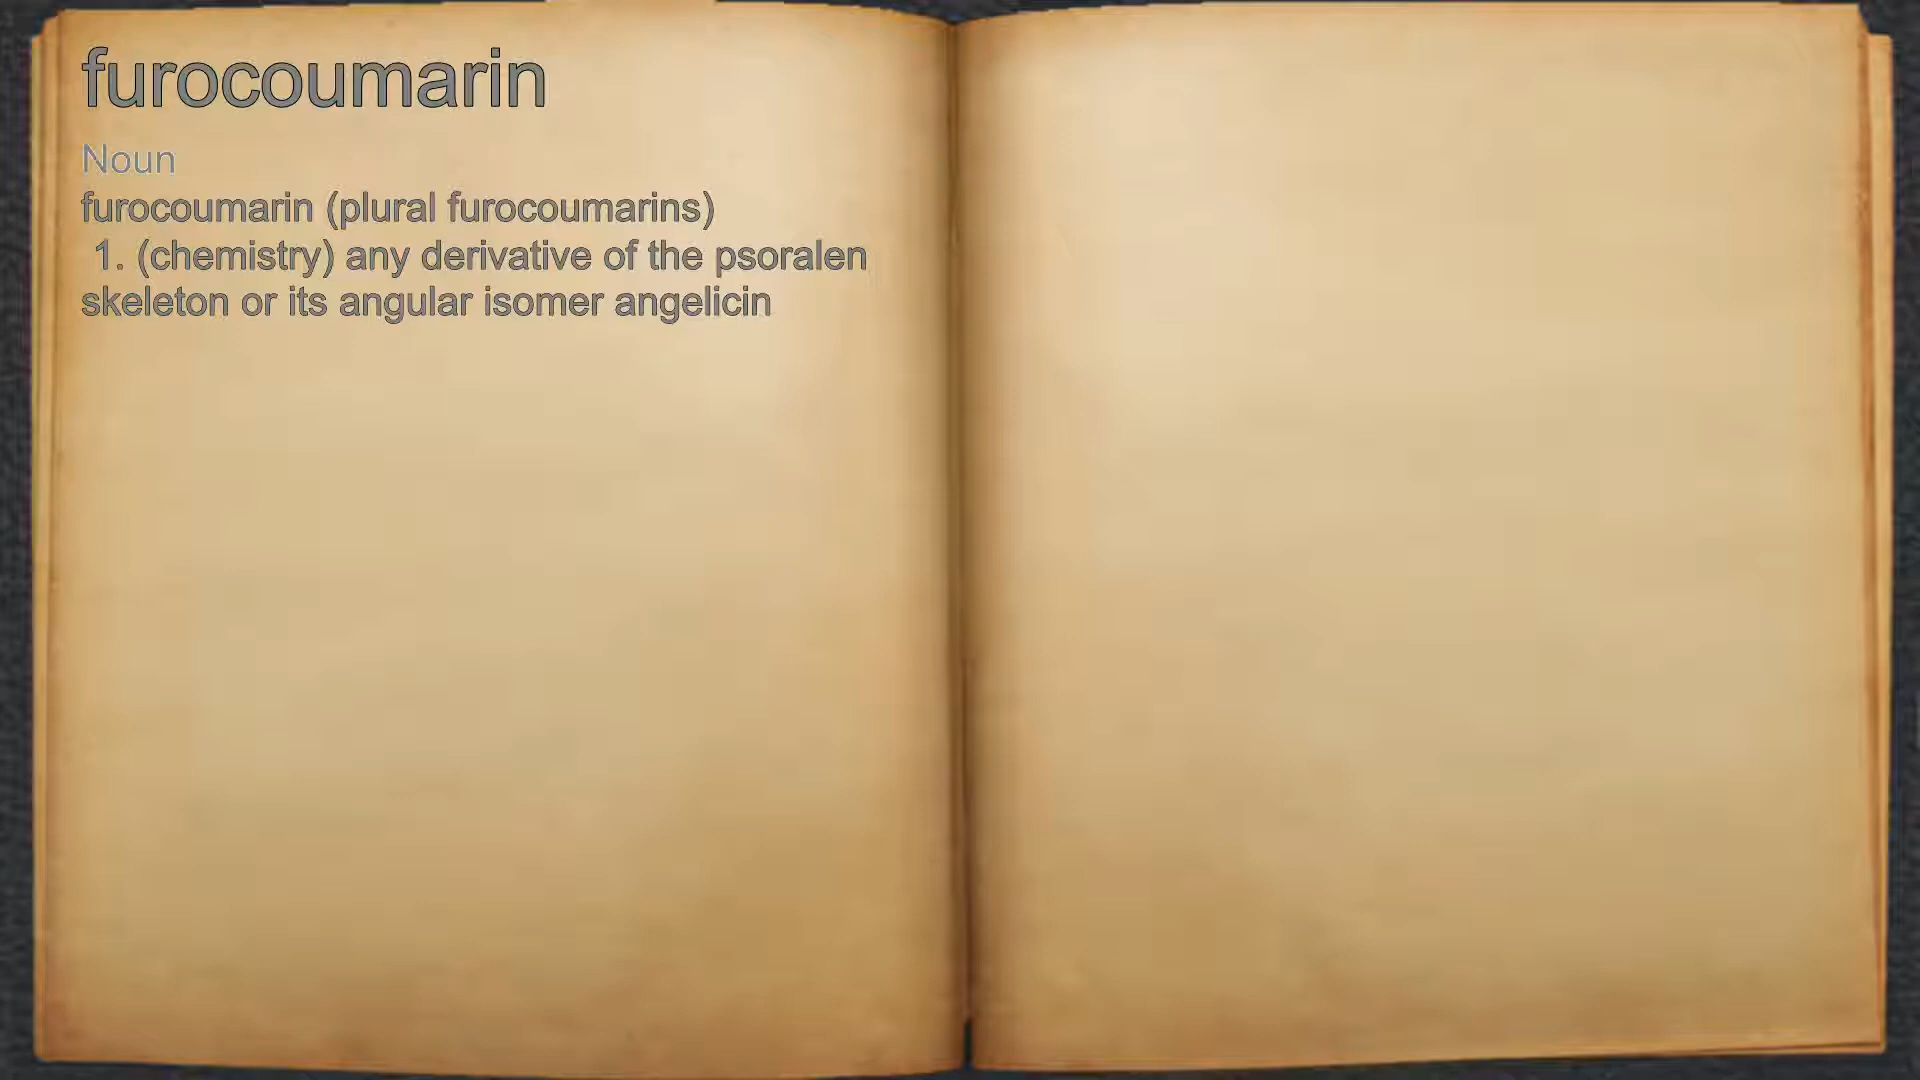 furocoumarin
Noun
furocoumarin (plural furocoumarins)
1. (chemistry) any derivative of the psoralen
skeleton or its angular isomer angelicin